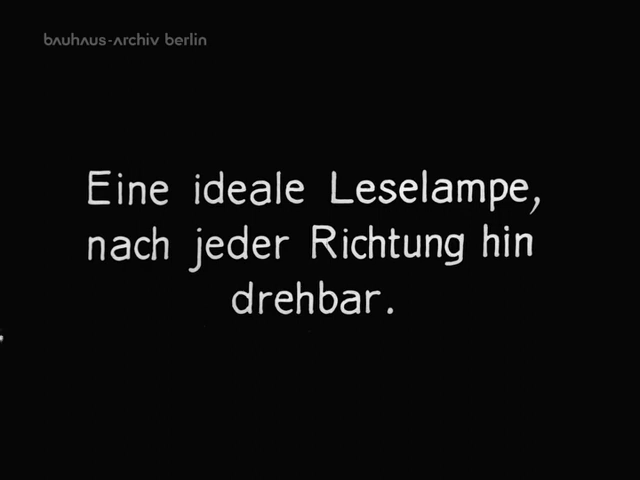 bauhaus-archiv berlin
Eine ideale Leselampe,
nach jeder Richtung hin
drehbar.